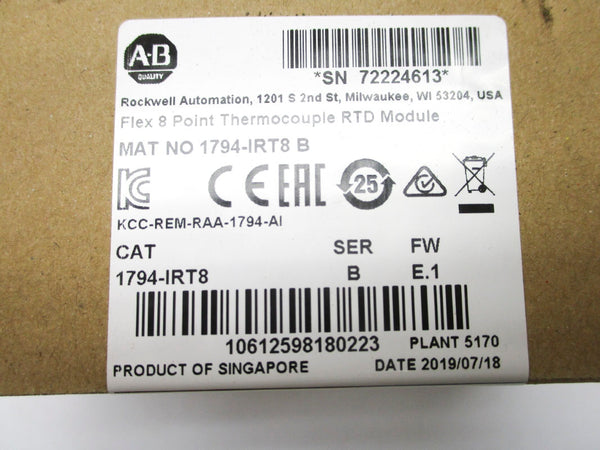 A-B
QUALITY
*SN 72224613*
Rockwell Automation, 1201 S 2nd St, Milwaukee, WI 53204, USA
Flex 8 Point Thermocouple RTD Module
MAT NO 1794-IRT8 B
CE EAC 25
KCC-REM-RAA-1794-AI
CAT SER FW
1794-IRT8 B E.1
10612598180223 PLANT 5170
PRODUCT OF SINGAPORE DATE 2019/07/18